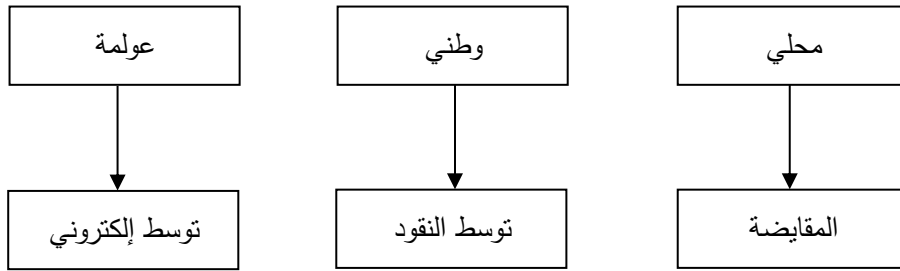 محلي
وطني
عولمة
المقايضة
توسط النقود
توسط إلكتروني